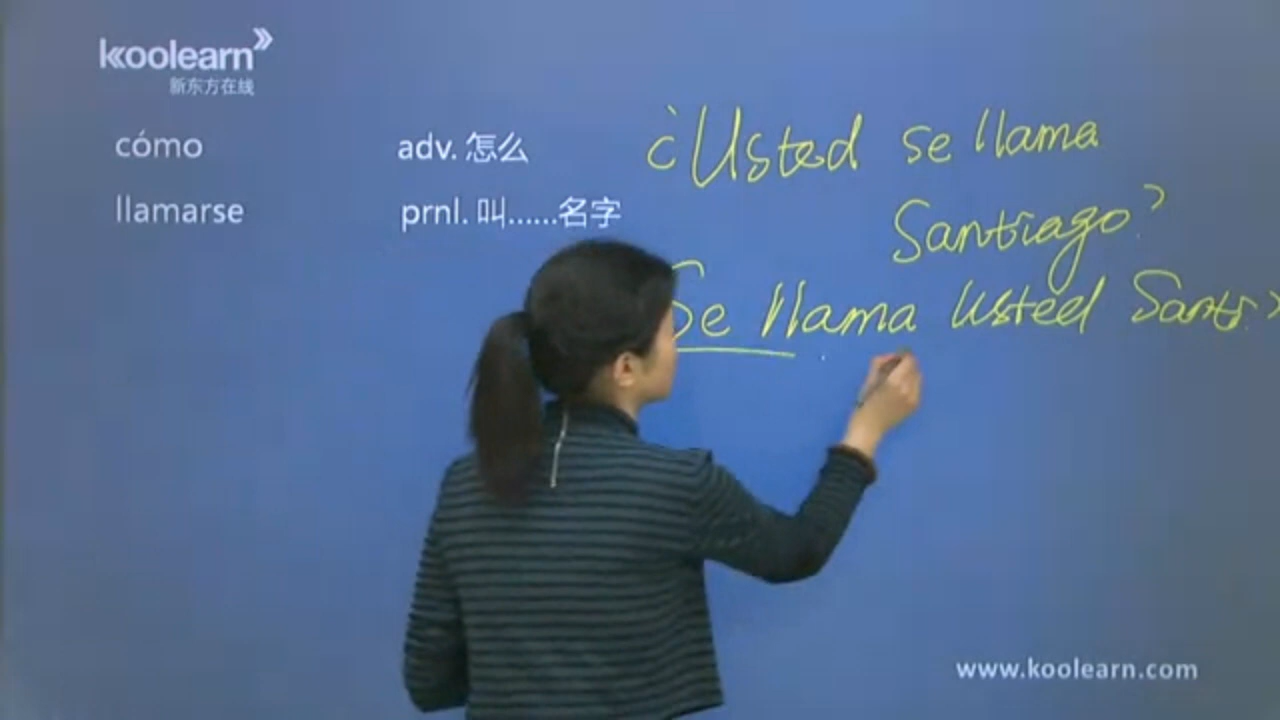 koolearn
新东方在线
cómo adv. 怎么
llamarse prnl. 叫……名字
¿Usted se llama
Santiago?
Se llama Usted Santi?
www.koolearn.com